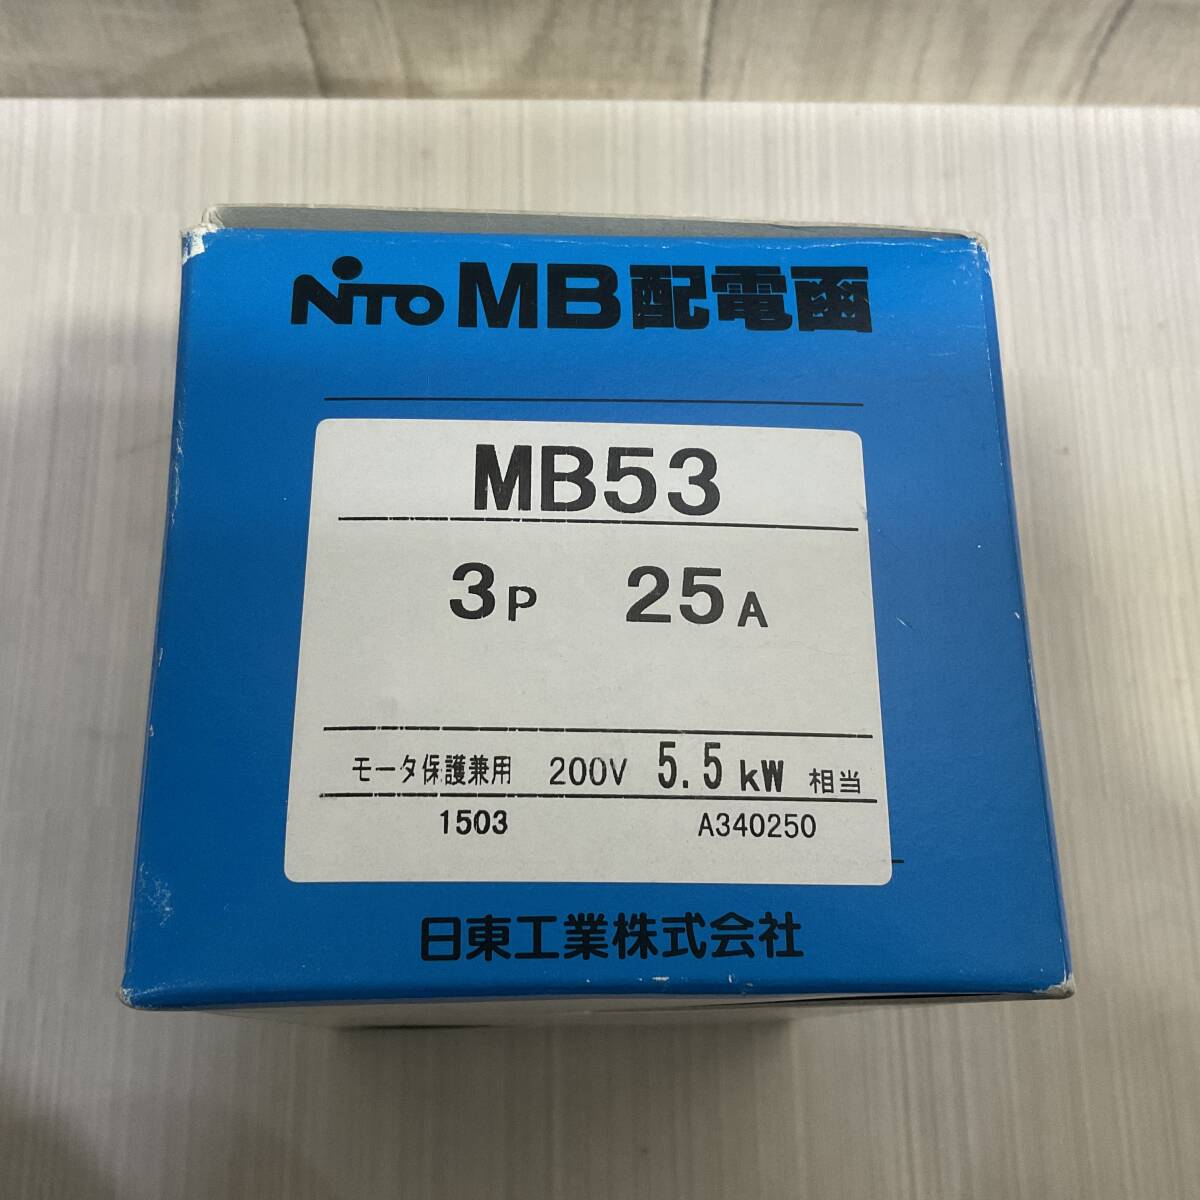 NITO MB配電函
MB53
3P 25A
モータ保護兼用 200V 5.5kW 相当
1503 A340250
日東工業株式会社